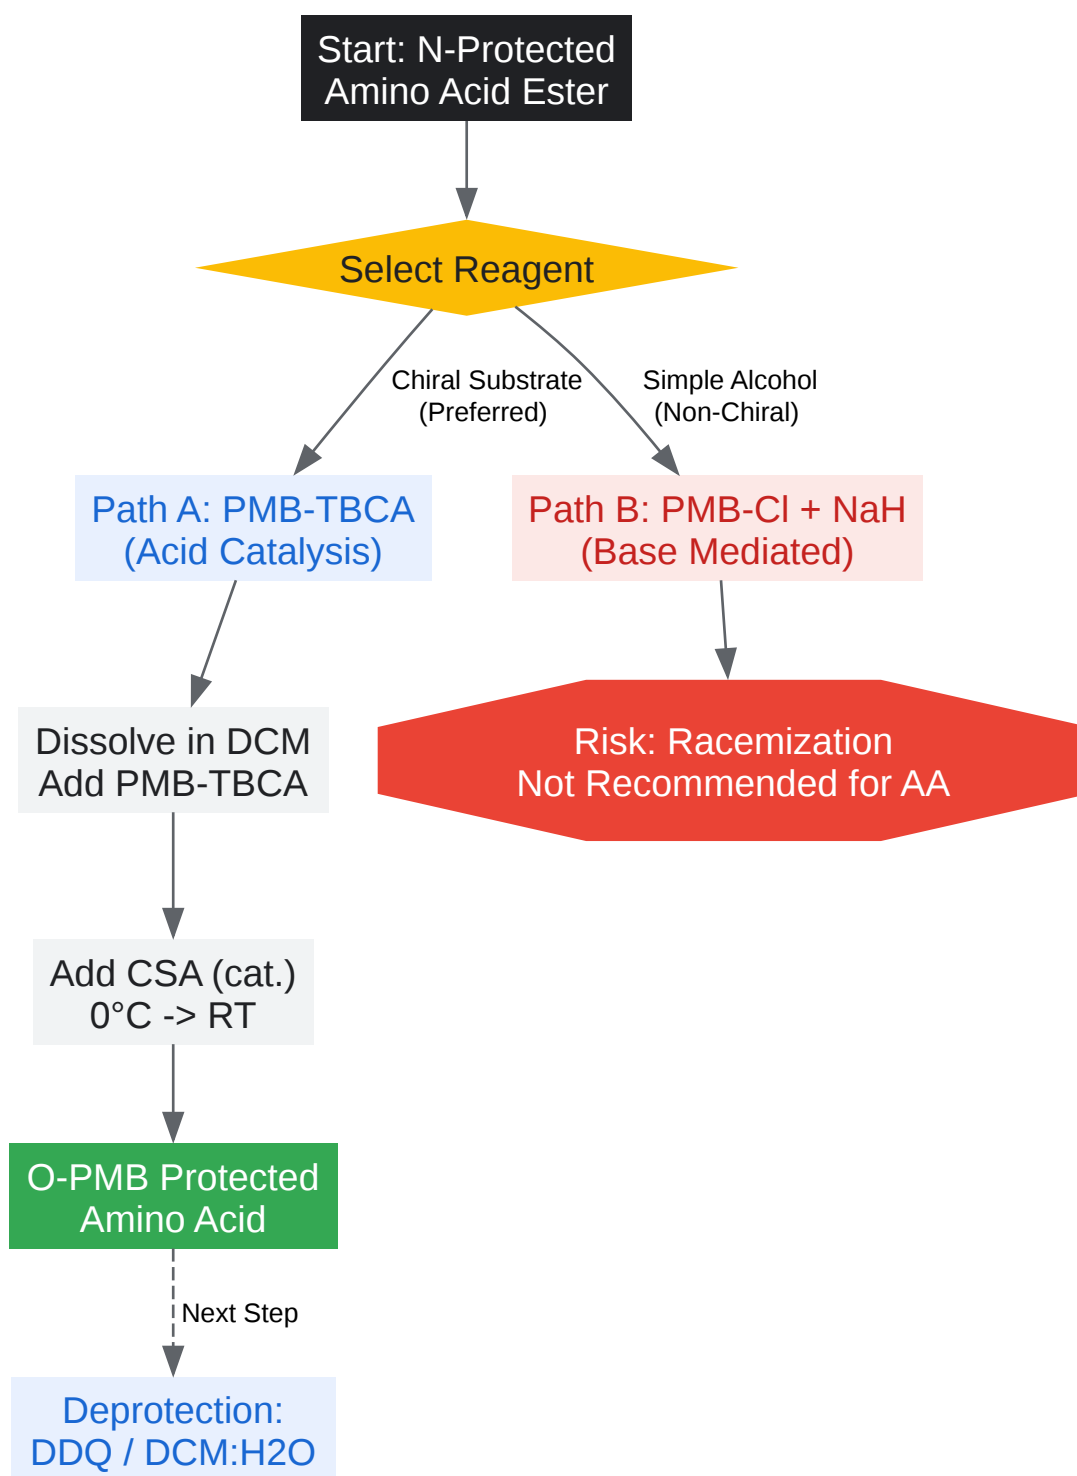 Start: N-Protected
Amino Acid Ester
Select Reagent
Chiral Substrate
(Preferred)
Simple Alcohol
(Non-Chiral)
Path A: PMB-TBCA
(Acid Catalysis)
Path B: PMB-Cl + NaH
(Base Mediated)
Dissolve in DCM
Add PMB-TBCA
Risk: Racemization
Not Recommended for AA
Add CSA (cat.)
0°C -> RT
O-PMB Protected
Amino Acid
Next Step
Deprotection:
DDQ / DCM:H2O